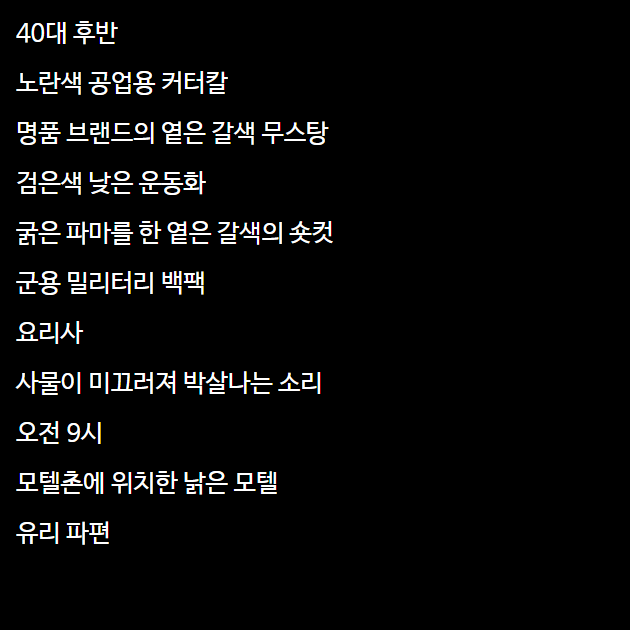 40대 후반
노란색 공업용 커터칼
명품 브랜드의 옅은 갈색 무스탕
검은색 낮은 운동화
굵은 파마를 한 옅은 갈색의 숏컷
군용 밀리터리 백팩
요리사
사물이 미끄러져 박살나는 소리
오전 9시
모텔촌에 위치한 낡은 모텔
유리 파편